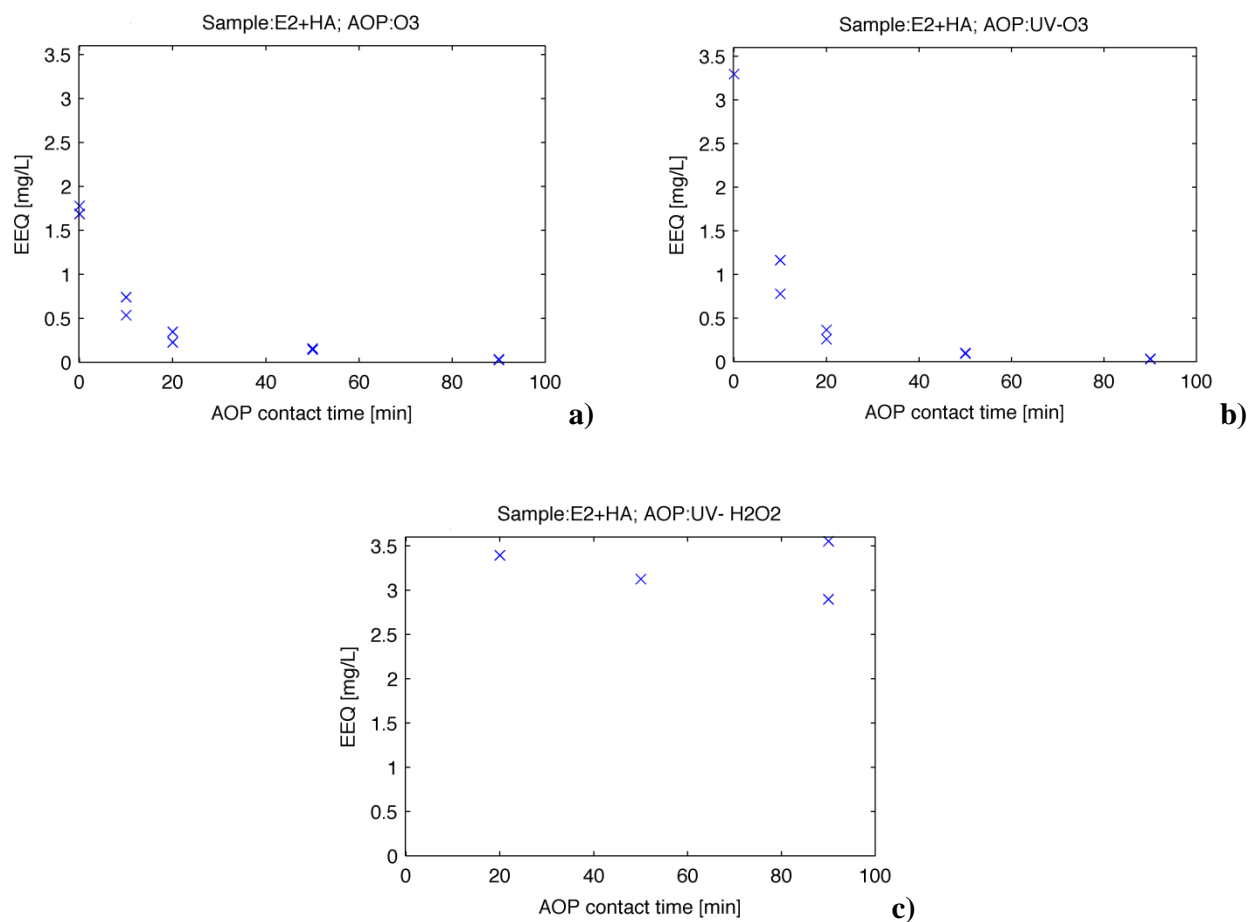 Sample:E2+HA; AOP:O3
3.5
3
2.5
2
1.5
1
0.5
0
EEQ [mg/L]
0 20 40 60 80 100
AOP contact time [min]
a)
Sample:E2+HA; AOP:UV-O3
3.5
3
2.5
2
1.5
1
0.5
0
EEQ [mg/L]
0 20 40 60 80 100
AOP contact time [min]
b)
Sample:E2+HA; AOP:UV- H2O2
3.5
3
2.5
2
1.5
1
0.5
0
EEQ [mg/L]
0 20 40 60 80 100
AOP contact time [min]
c)